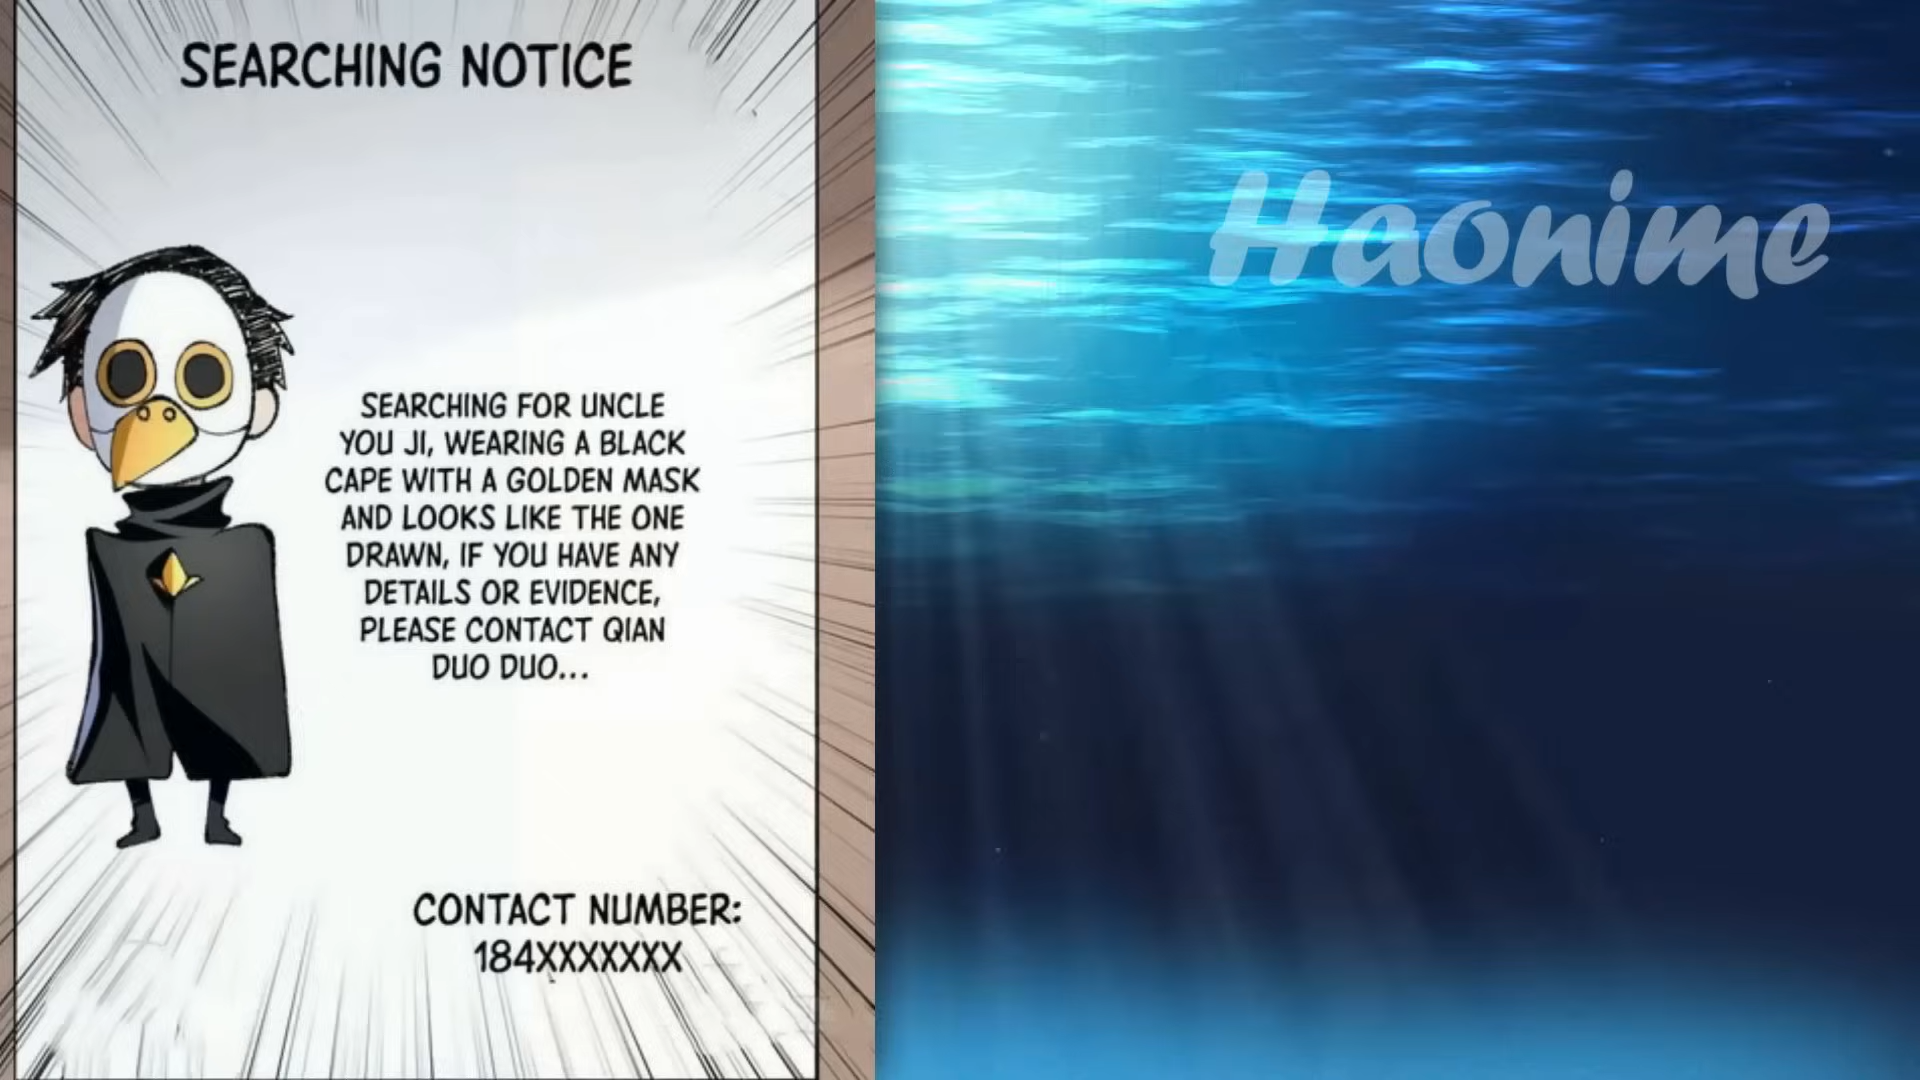 SEARCHING NOTICE
SEARCHING FOR UNCLE
YOU JI, WEARING A BLACK
CAPE WITH A GOLDEN MASK
AND LOOKS LIKE THE ONE
DRAWN, IF YOU HAVE ANY
DETAILS OR EVIDENCE,
PLEASE CONTACT QIAN
DUO DUO...
CONTACT NUMBER:
184XXXXXXX
Haonime